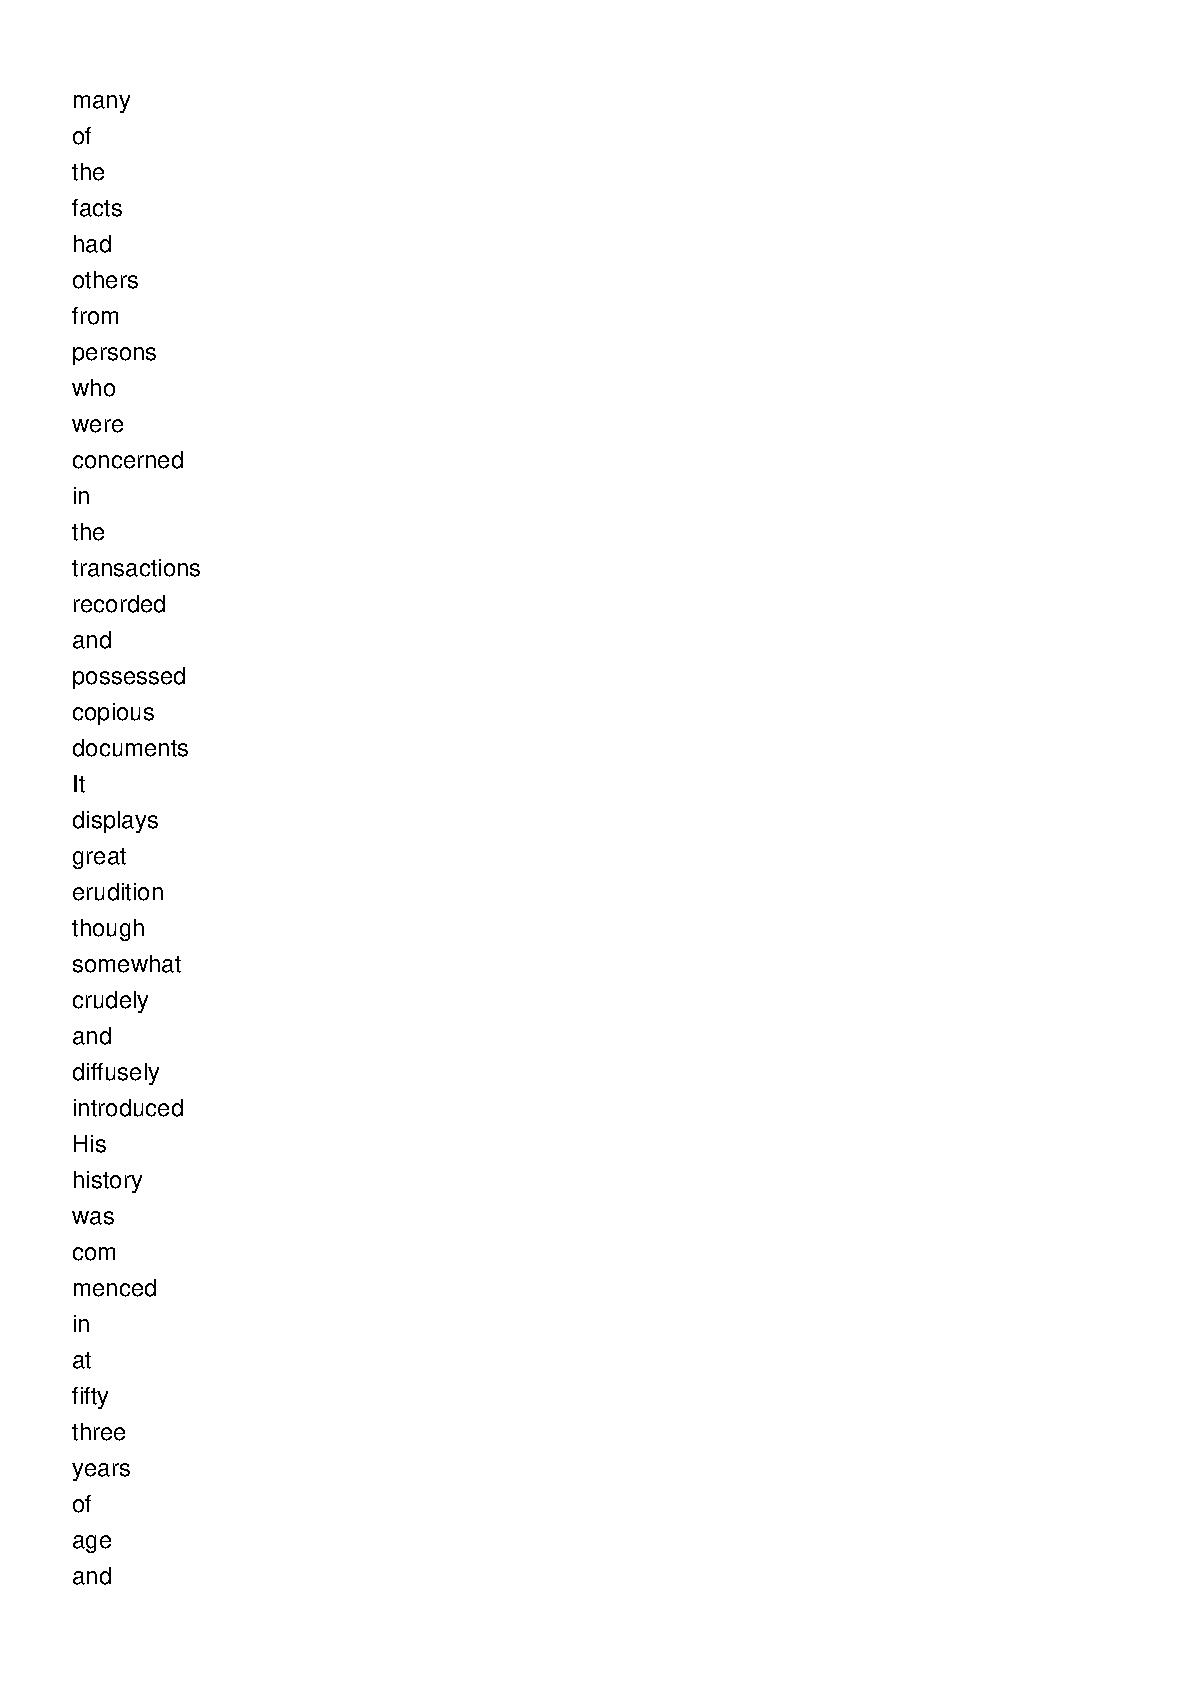 many
of
the
facts
had
others
from
persons
who
were
concerned
in
the
transactions
recorded
and
possessed
copious
documents
It
displays
great
erudition
though
somewhat
crudely
and
diffusely
introduced
His
history
was
com
menced
in
at
fifty
three
years
of
age
and